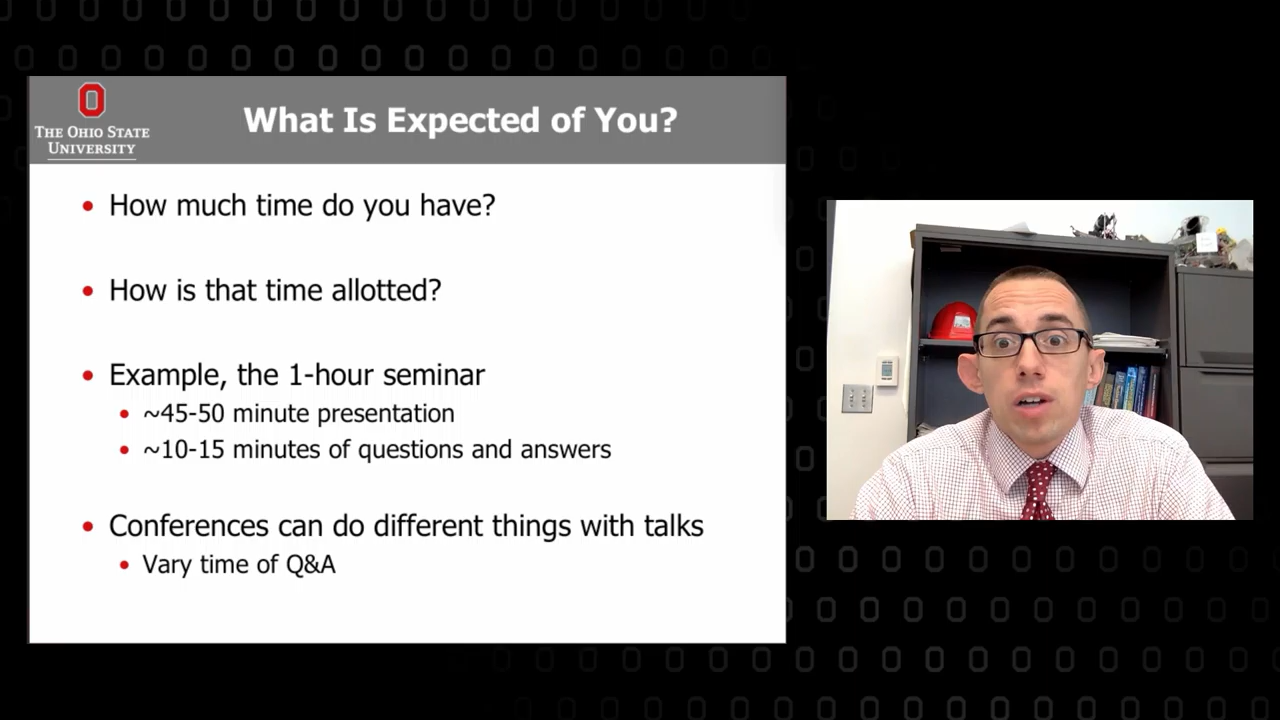 THE OHIO STATE
UNIVERSITY
What Is Expected of You?
• How much time do you have?
• How is that time allotted?
• Example, the 1-hour seminar
• ~45-50 minute presentation
• ~10-15 minutes of questions and answers
• Conferences can do different things with talks
• Vary time of Q&A